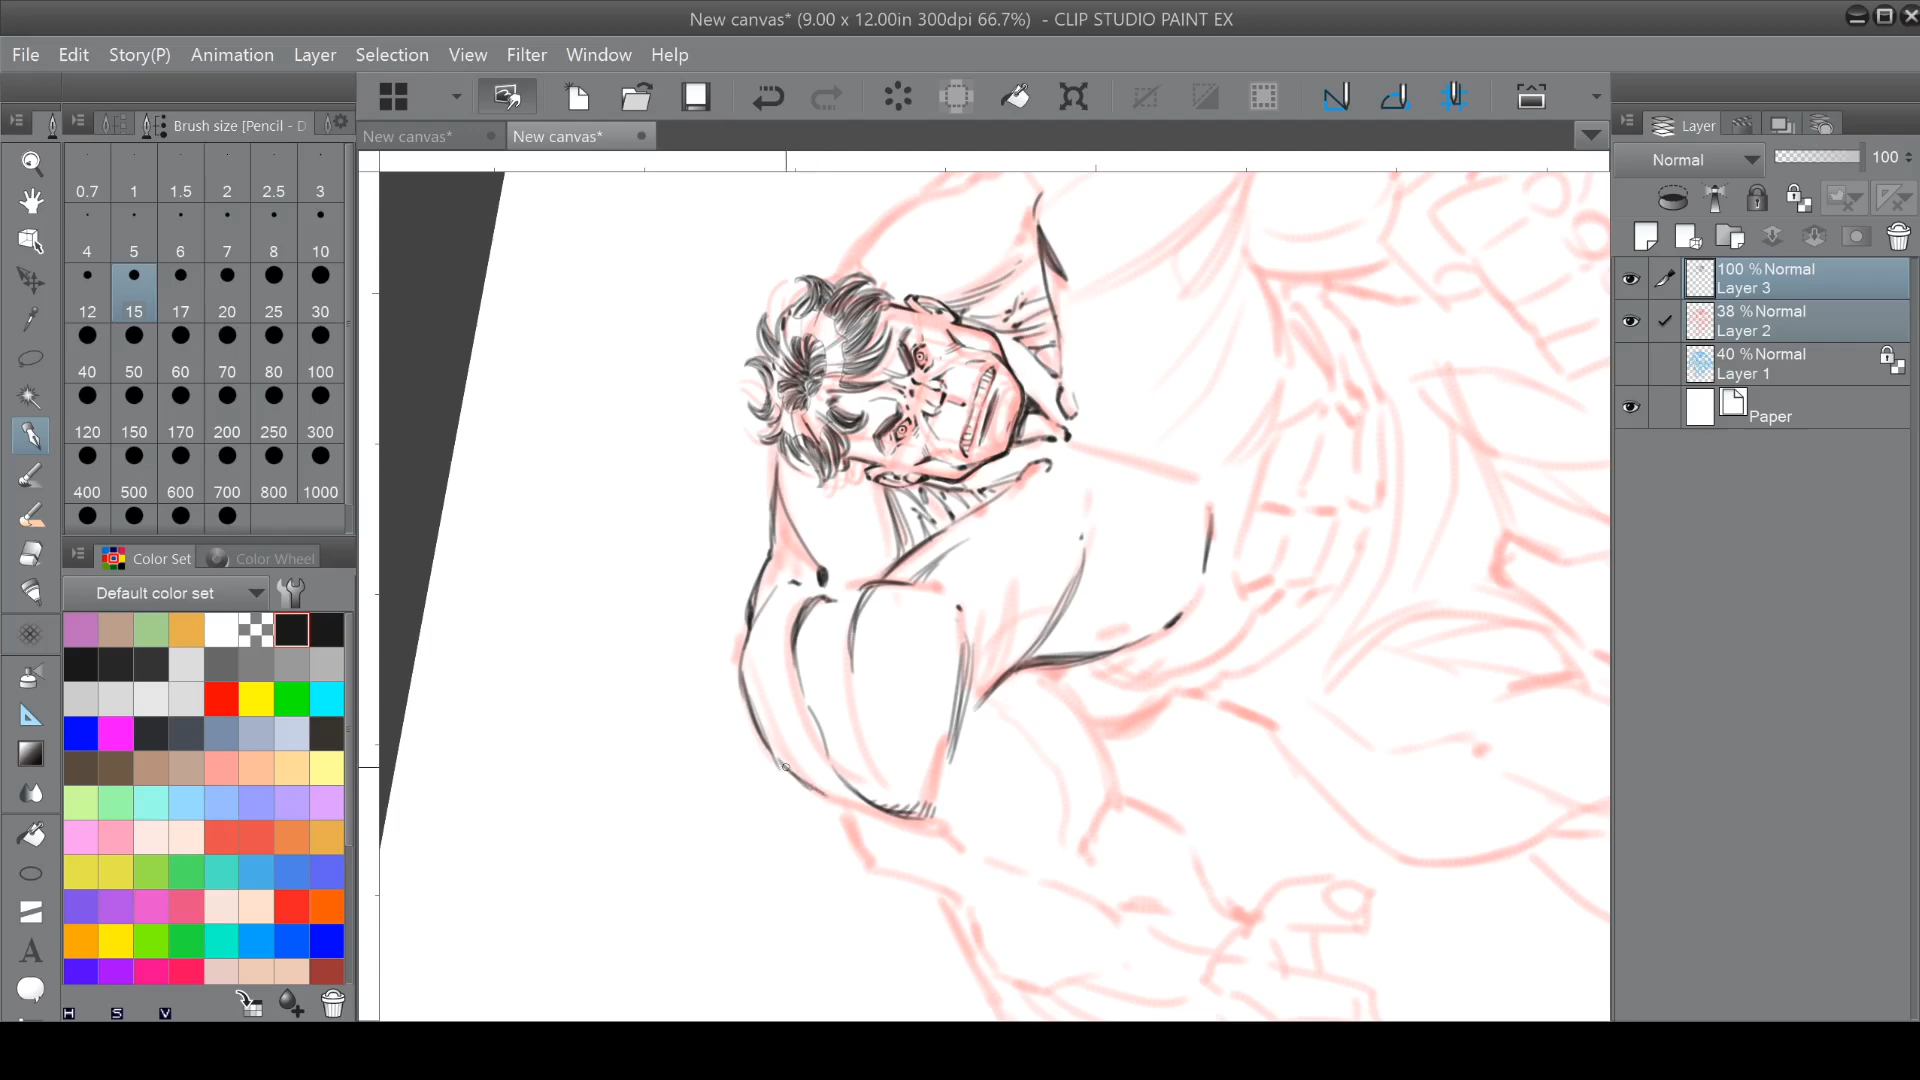 New canvas* (9.00 x 12.00in 300dpi 66.7%) - CLIP STUDIO PAINT EX
File Edit Story(P) Animation Layer Selection View Filter Window Help
Brush size [Pencil - D
New canvas* New canvas*
Layer
Normal 100
0.7 1 1.5 2 2.5 3
4 5 6 7 8 10
12 15 17 20 25 30
40 50 60 70 80 100
120 150 170 200 250 300
400 500 600 700 800 1000
100 %Normal
Layer 3
38 %Normal
Layer 2
40 %Normal
Layer 1
Paper
Color Set Color Wheel
Default color set
A
H S V